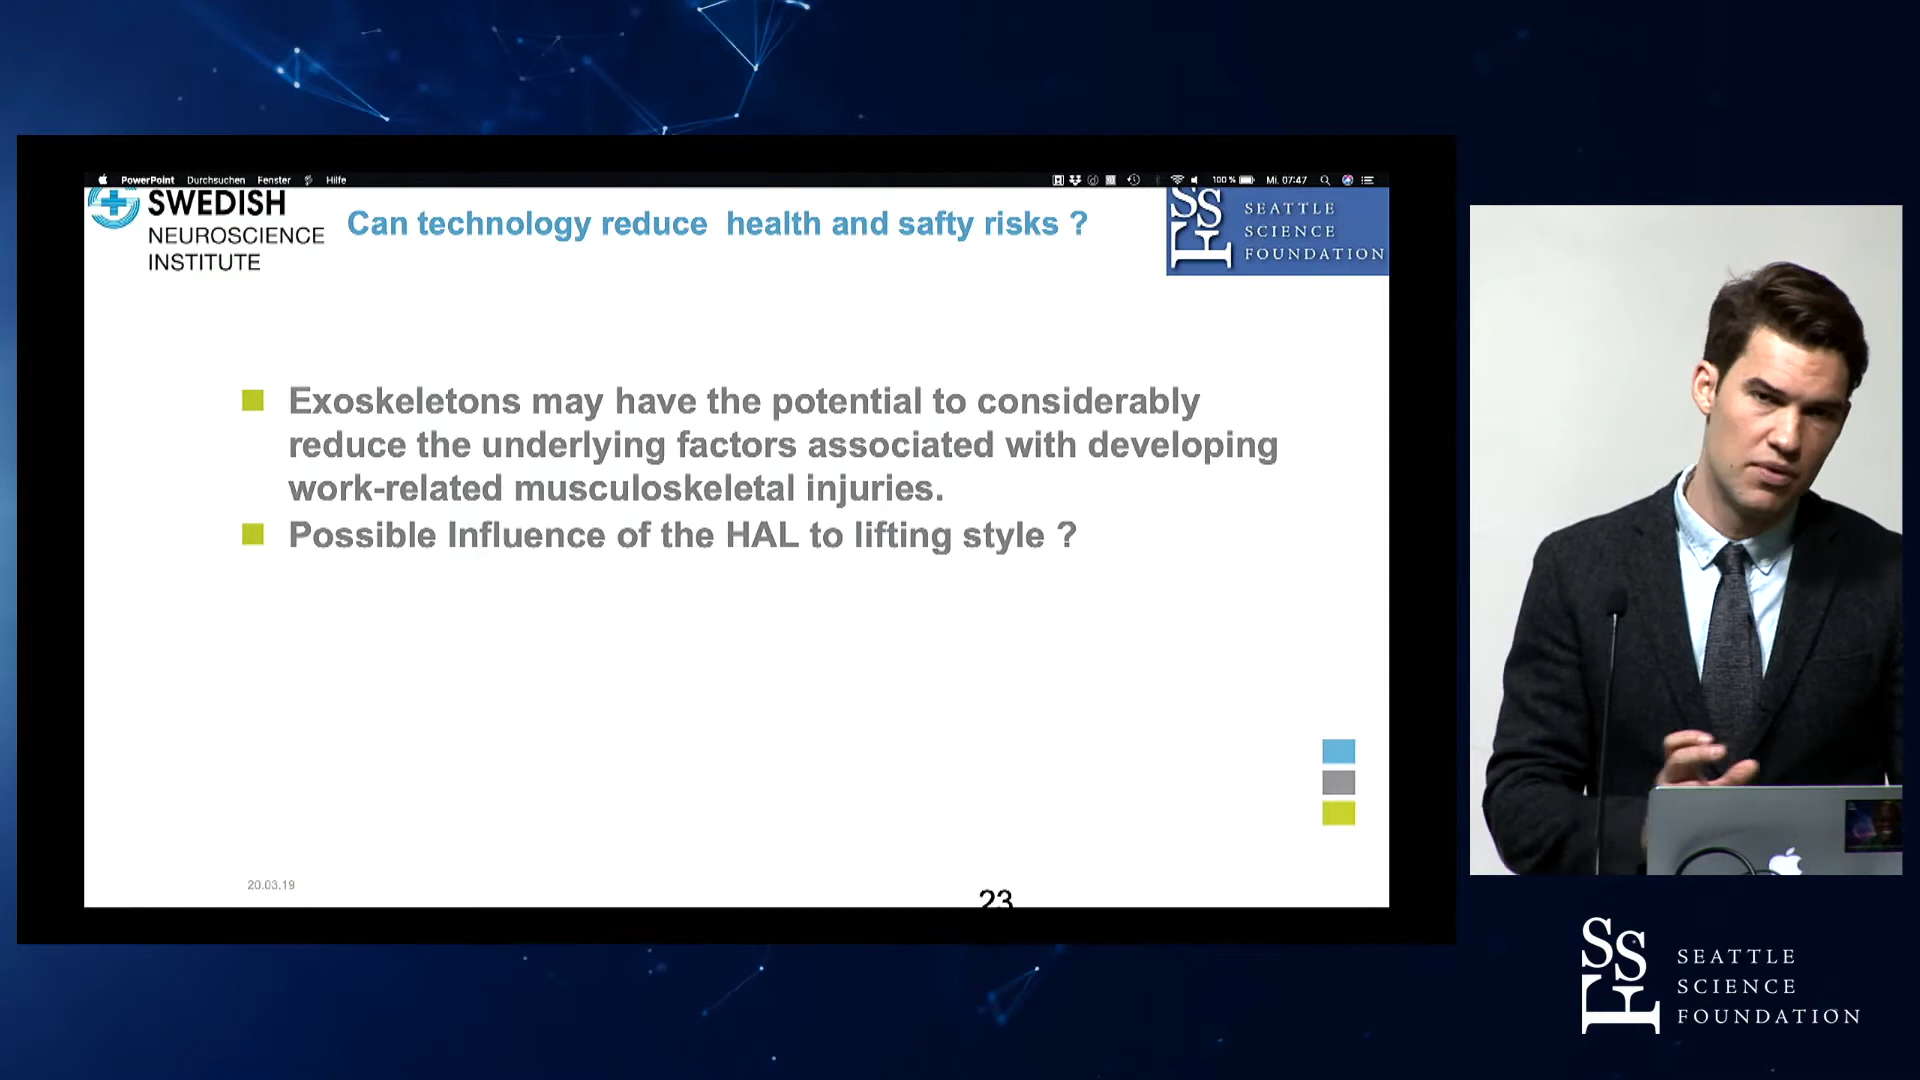 PowerPoint Durchsuchen Fenster Hilfe
100 % Mi. 07:47
SWEDISH
NEUROSCIENCE
INSTITUTE
Can technology reduce health and safty risks ?
SSF
SEATTLE
SCIENCE
FOUNDATION
Exoskeletons may have the potential to considerably
reduce the underlying factors associated with developing
work-related musculoskeletal injuries.
Possible Influence of the HAL to lifting style ?
20.03.19
23
SSF
SEATTLE
SCIENCE
FOUNDATION